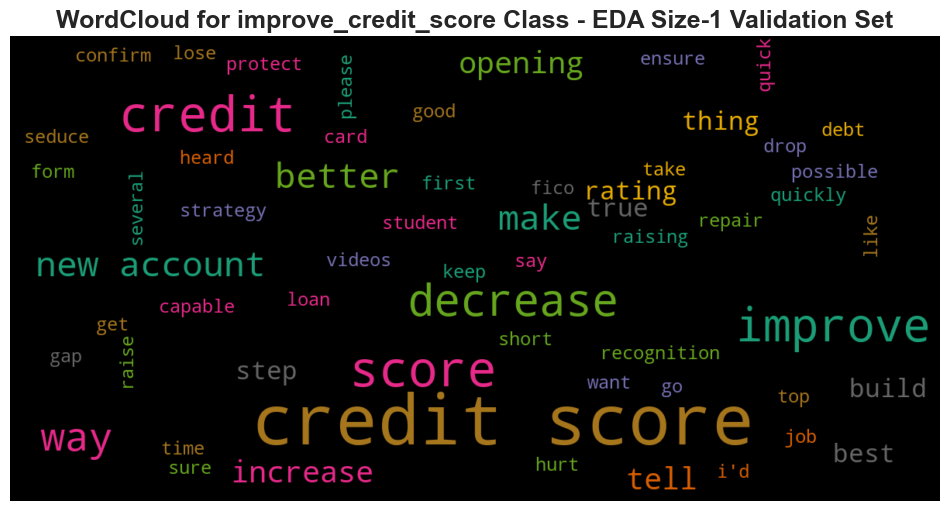 WordCloud for improve_credit_score Class - EDA Size-1 Validation Set
confirm
lose
protect
please
opening
ensure
quick
credit
good
thing
debt
seduce
heard
card
drop
form
better
first
fico
take
possible
rating
quickly
several
strategy
student
make
true
repair
raising
like
new account
videos
keep
say
capable
loan
decrease
get
improve
gap
raise
short
recognition
step
score
want
go
build
credit score
top
way
time
job
best
sure
increase
hurt
tell
i'd